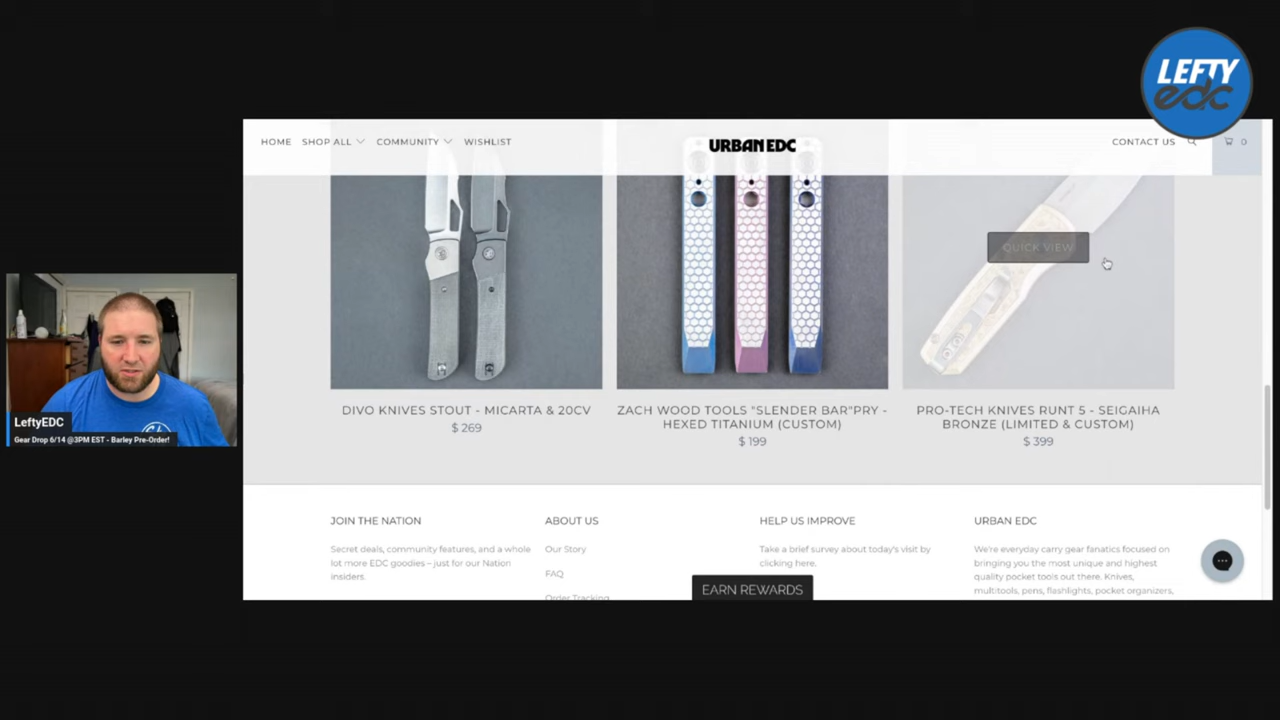 LEFTY
edc
HOME SHOP ALL COMMUNITY WISHLIST
URBAN EDC
CONTACT US
0
QUICK VIEW
DIVO KNIVES STOUT - MICARTA & 20CV
$ 269
ZACH WOOD TOOLS "SLENDER BAR"PRY -
HEXED TITANIUM (CUSTOM)
$ 199
PRO-TECH KNIVES RUNT 5 - SEIGAIHA
BRONZE (LIMITED & CUSTOM)
$ 399
LeftyEDC
Gear Drop 6/14 @3PM EST - Barley Pre-Order!
JOIN THE NATION
Secret deals, community features, and a whole
lot more EDC goodies – just for our Nation
insiders.
ABOUT US
Our Story
FAQ
Order Tracking
HELP US IMPROVE
Take a brief survey about today's visit by
clicking here.
URBAN EDC
We're everyday carry gear fanatics focused on
bringing you the most unique and highest
quality pocket tools out there. Knives,
multitools, pens, flashlights, pocket organizers,
EARN REWARDS